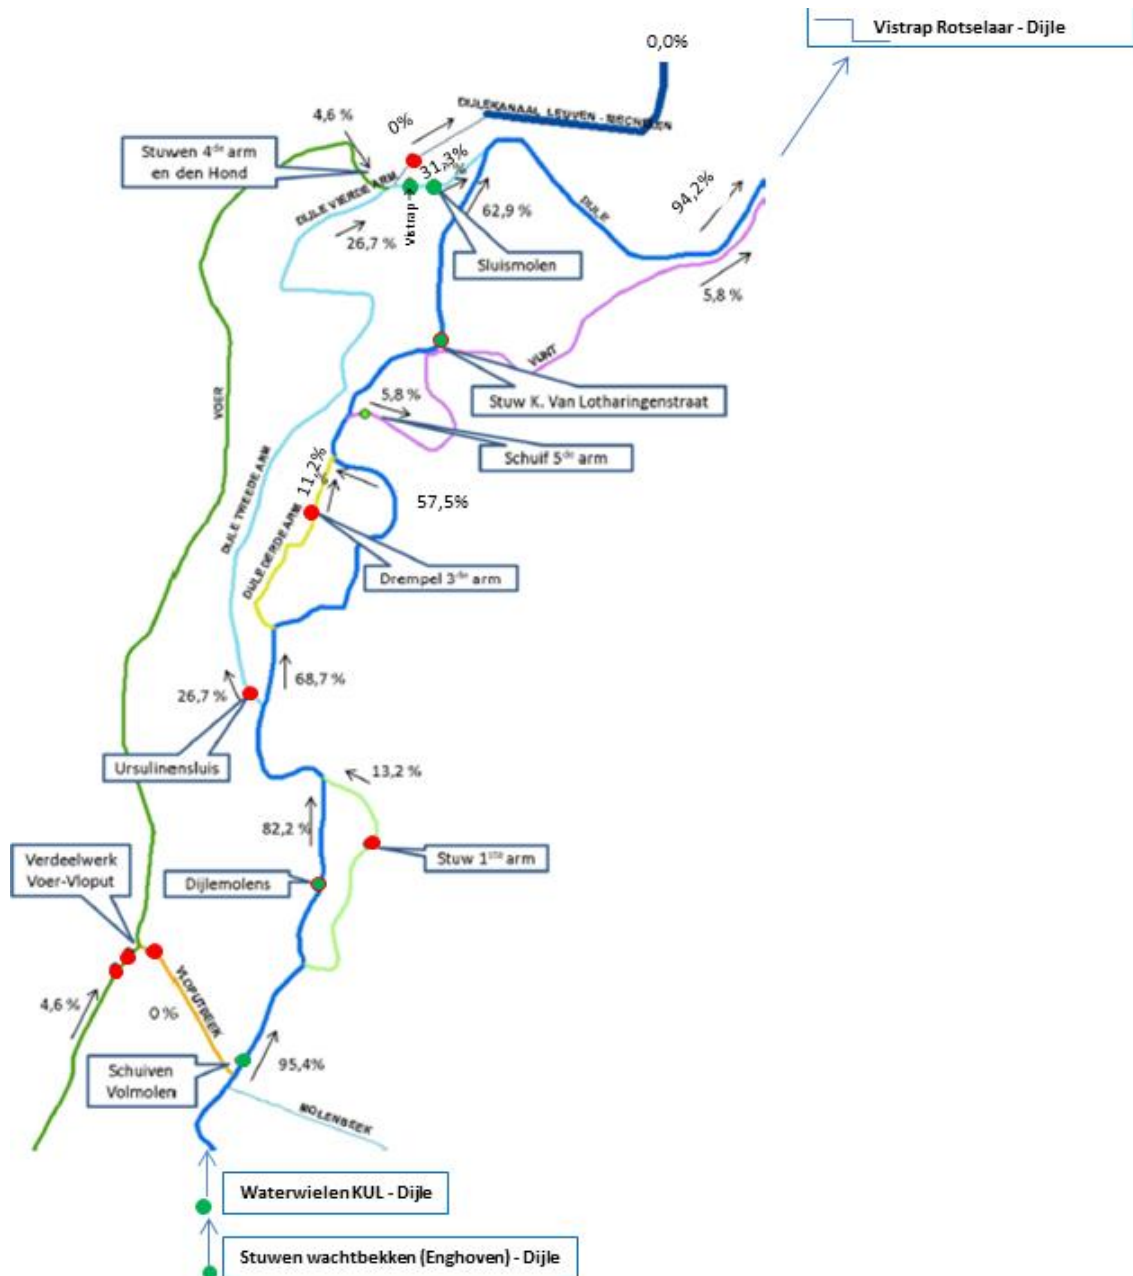 Vistrap Rotselaar - Dijle
0,0%
DIJLEKANAAL LEUVEN - MECHELEN
4,6 %
0%
Stuwen 4de arm
en den Hond
31,3%
DIJLE VIERDE ARM
Vistrap
62,9 %
DIJLE
94,2%
26,7 %
Sluismolen
5,8 %
VUNT
VOER
5,8 %
Stuw K. Van Lotharingenstraat
Schuif 5de arm
DIJLE TWEEDE ARM
11,2%
57,5%
DIJLE DERDE ARM
Drempel 3de arm
68,7 %
26,7 %
Ursulinensluis
13,2 %
82,2 %
Verdeelwerk
Voer-Vloput
Stuw 1ste arm
Dijlemolens
VLOPUTBEEK
4,6 %
0 %
Schuiven
Volmolen
95,4%
MOLENBEEK
Waterwielen KUL - Dijle
Stuwen wachtbekken (Enghoven) - Dijle